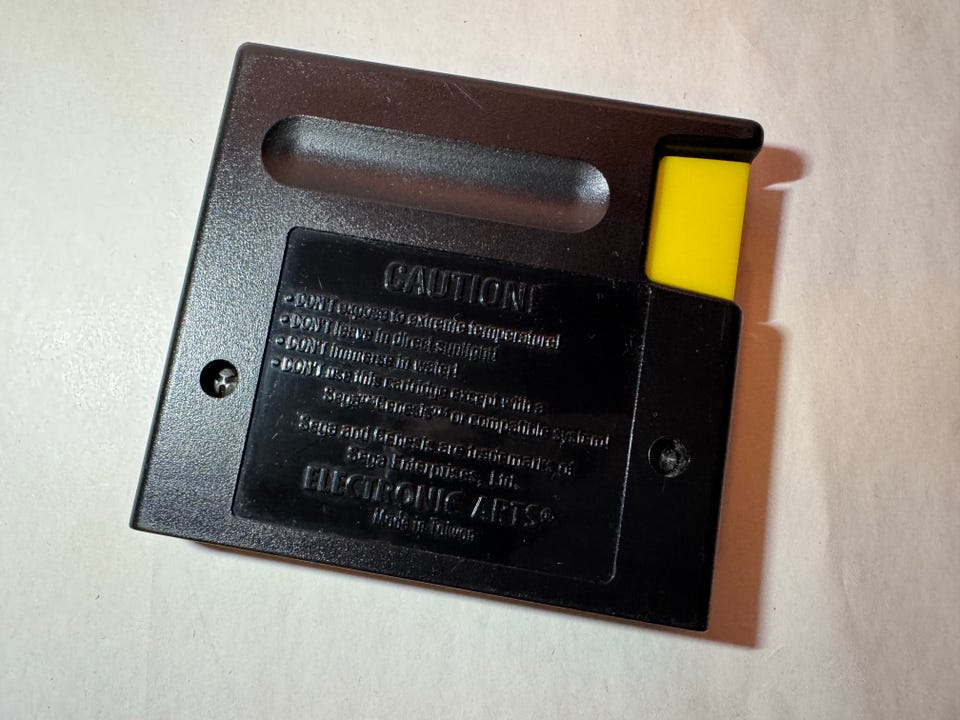 CAUTION!
• DON'T expose to extreme temperature!
• DON'T leave in direct sunlight!
• DON'T immerse in water!
• DON'T use this cartridge except with a
Sega™ Genesis™ or compatible system!
Sega and Genesis are trademarks of
Sega Enterprises, Ltd.
ELECTRONIC ARTS®
Made in Taiwan